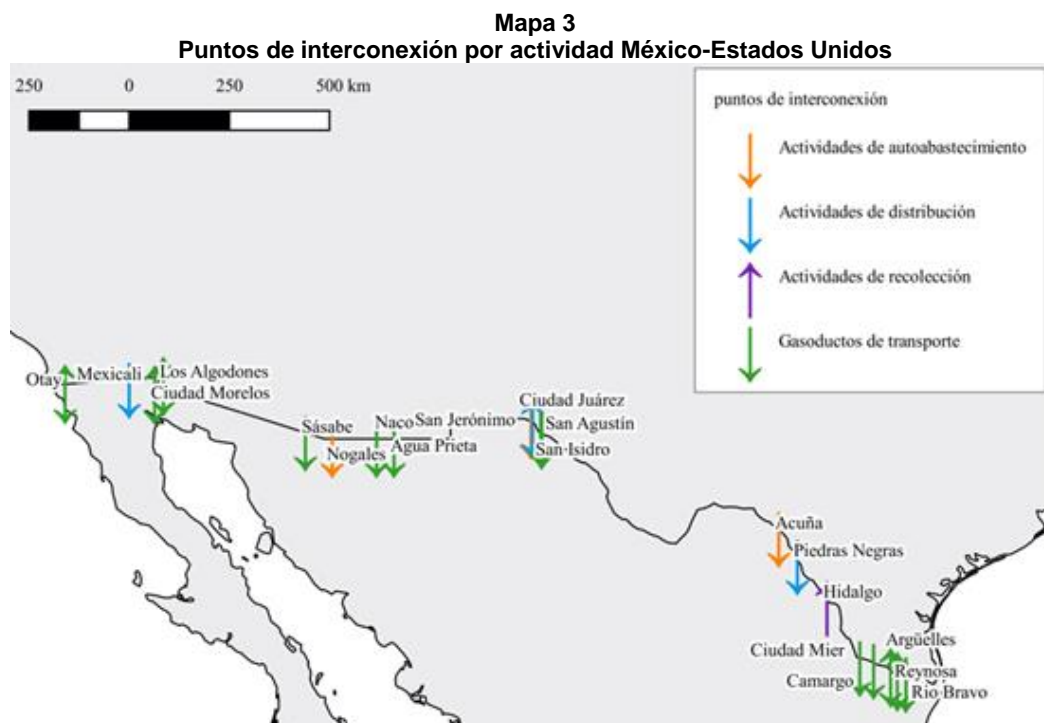 Mapa 3
Puntos de interconexión por actividad México-Estados Unidos
250 0 250 500 km
puntos de interconexión
Actividades de autoabastecimiento
Actividades de distribución
Actividades de recolección
Gasoductos de transporte
Otay
Mexicali
Los Algodones
Ciudad Morelos
Sásabe
Nogales
Naco
Agua Prieta
San Jerónimo
Ciudad Juárez
San Agustín
San Isidro
Acuña
Piedras Negras
Hidalgo
Ciudad Mier
Argüelles
Camargo
Reynosa
Rio Bravo